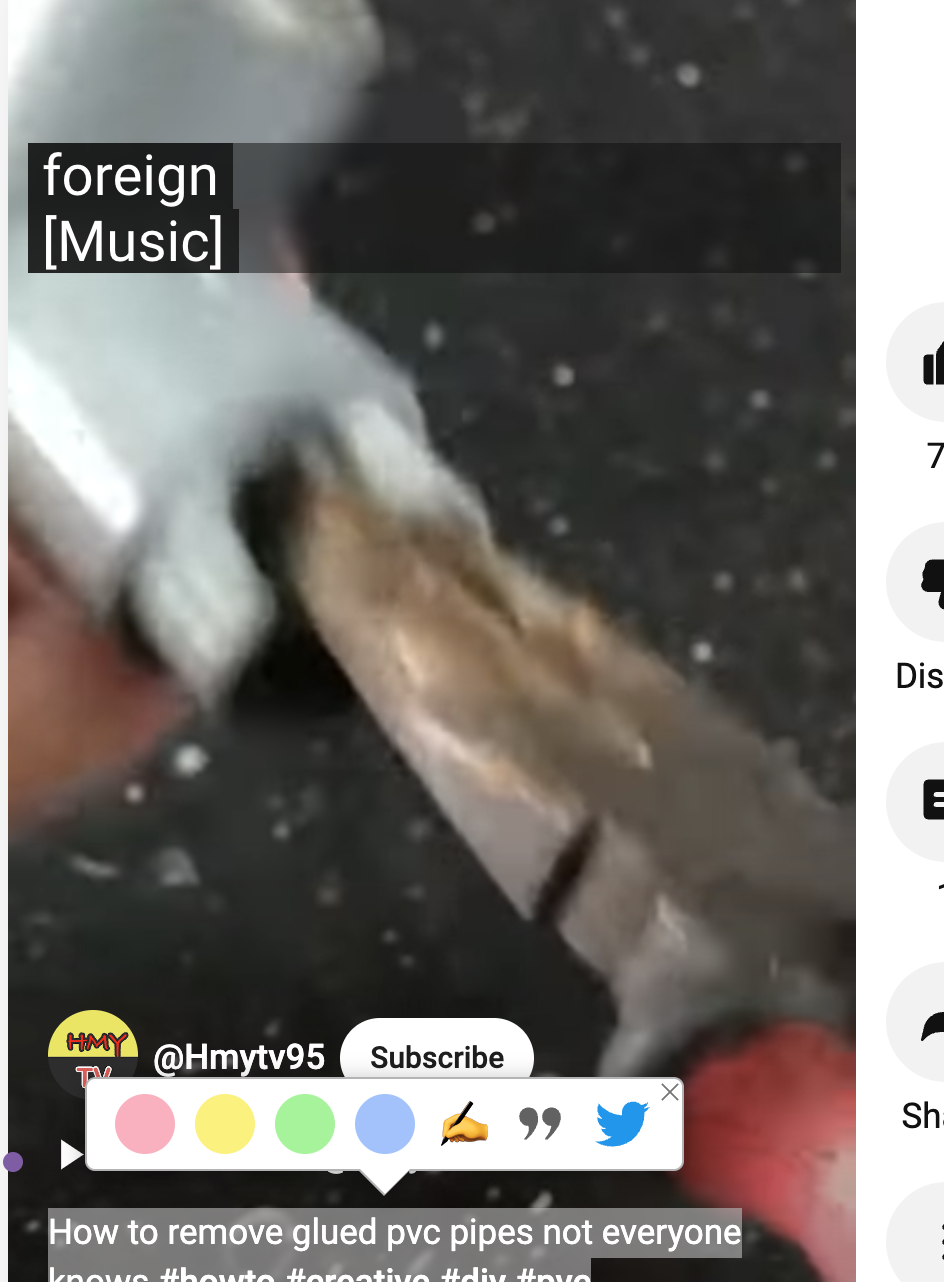 foreign
[Music]
7
Dis
HMY
TV
@Hmytv95
Subscribe
Sha
How to remove glued pvc pipes not everyone
knows #howto #creative #diy #pvc